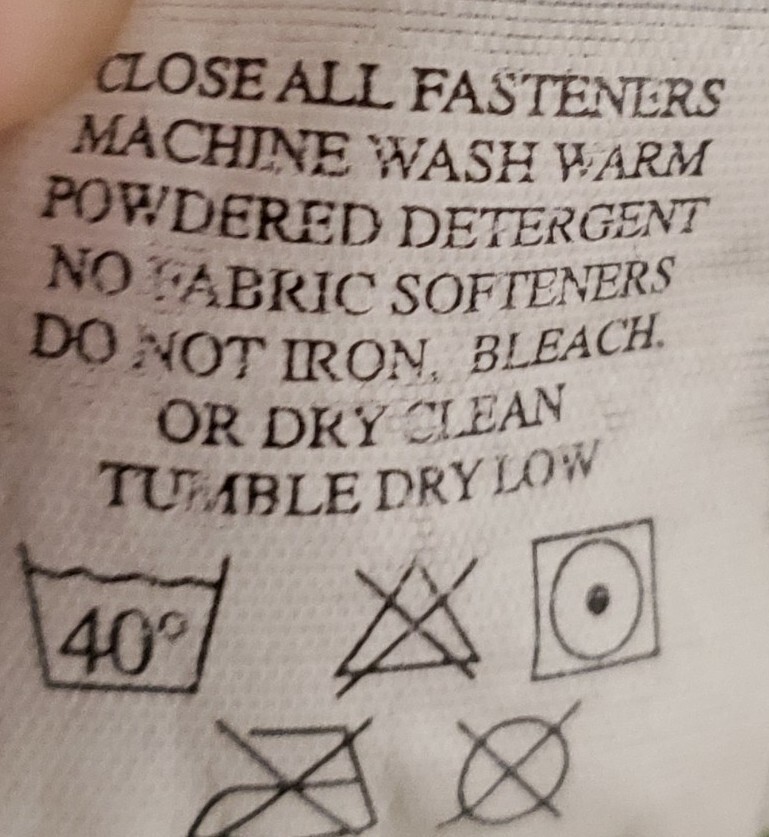 CLOSE ALL FASTENERS
MACHINE WASH WARM
POWDERED DETERGENT
NO FABRIC SOFTENERS
DO NOT IRON, BLEACH.
OR DRY CLEAN
TUMBLE DRY LOW
40°